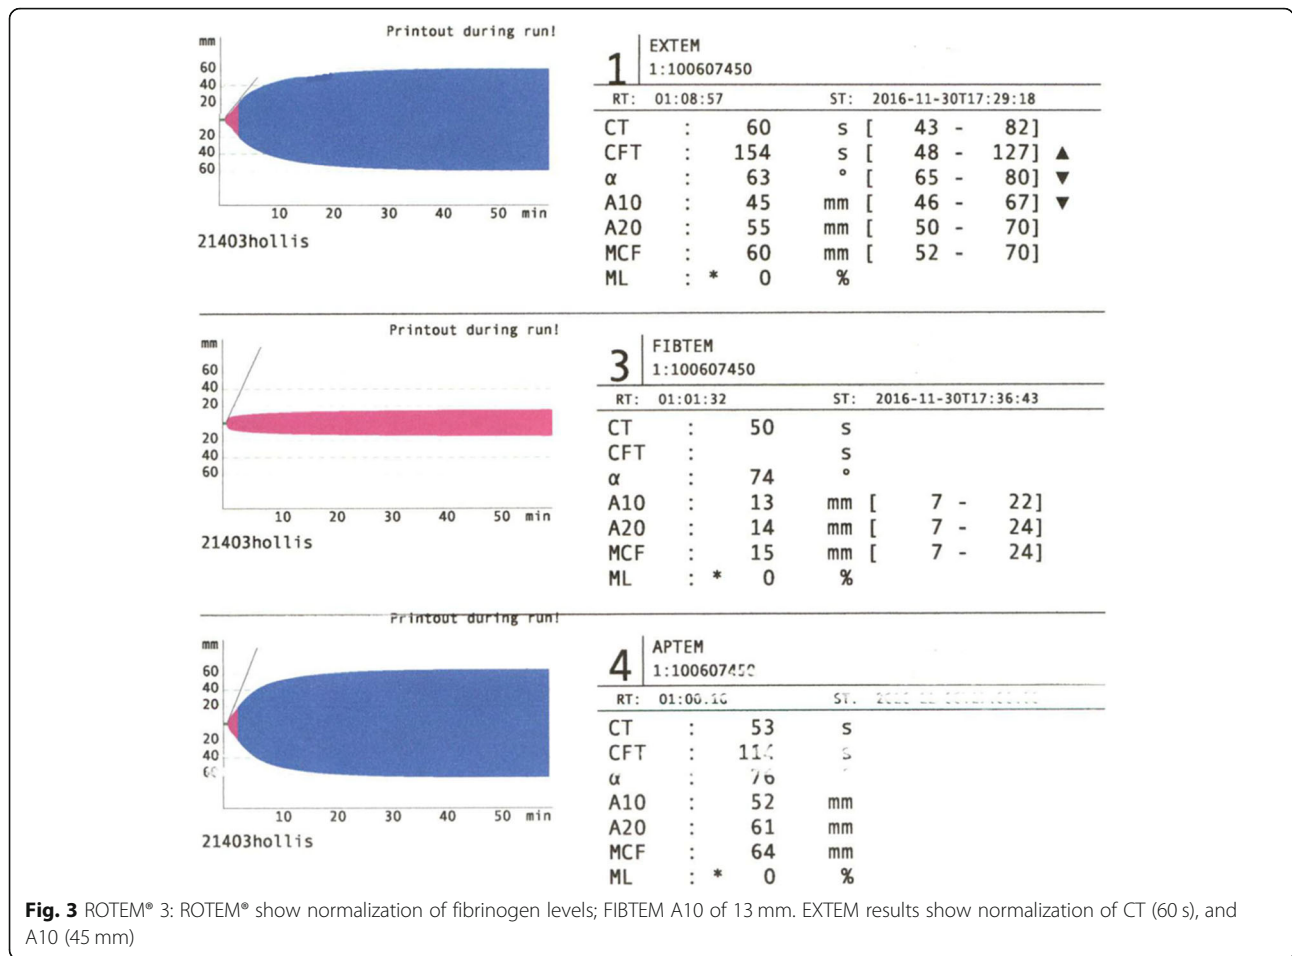 Printout during run!
mm
60
40
20
20
40
60
10 20 30 40 50 min
21403hollis
1 EXTEM
1:100607450
RT: 01:08:57 ST: 2016-11-30T17:29:18
CT : 60 s [ 43 - 82]
CFT : 154 s [ 48 - 127] ▲
α : 63 ° [ 65 - 80] ▼
A10 : 45 mm [ 46 - 67] ▼
A20 : 55 mm [ 50 - 70]
MCF : 60 mm [ 52 - 70]
ML : * 0 %
Printout during run!
mm
60
40
20
20
40
60
10 20 30 40 50 min
21403hollis
3 FIBTEM
1:100607450
RT: 01:01:32 ST: 2016-11-30T17:36:43
CT : 50 s
CFT : s
α : 74 °
A10 : 13 mm [ 7 - 22]
A20 : 14 mm [ 7 - 24]
MCF : 15 mm [ 7 - 24]
ML : * 0 %
Printout during run!
mm
60
40
20
20
40
10 20 30 40 50 min
21403hollis
4 APTEM
RT: ST:
CT : 53 s
CFT : s
α : 76
A10 : 52 mm
A20 : 61 mm
MCF : 64 mm
ML : * 0 %
Fig. 3 ROTEM® 3: ROTEM® show normalization of fibrinogen levels; FIBTEM A10 of 13 mm. EXTEM results show normalization of CT (60 s), and
A10 (45 mm)